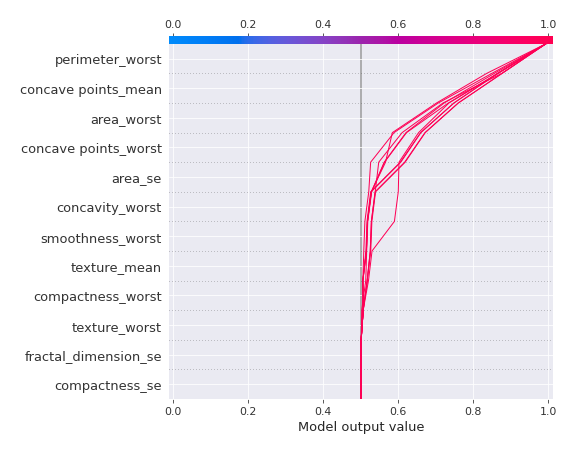 0.0 0.2 0.4 0.6 0.8 1.0
perimeter_worst
concave points_mean
area_worst
concave points_worst
area_se
concavity_worst
smoothness_worst
texture_mean
compactness_worst
texture_worst
fractal_dimension_se
compactness_se
0.0 0.2 0.4 0.6 0.8 1.0
Model output value